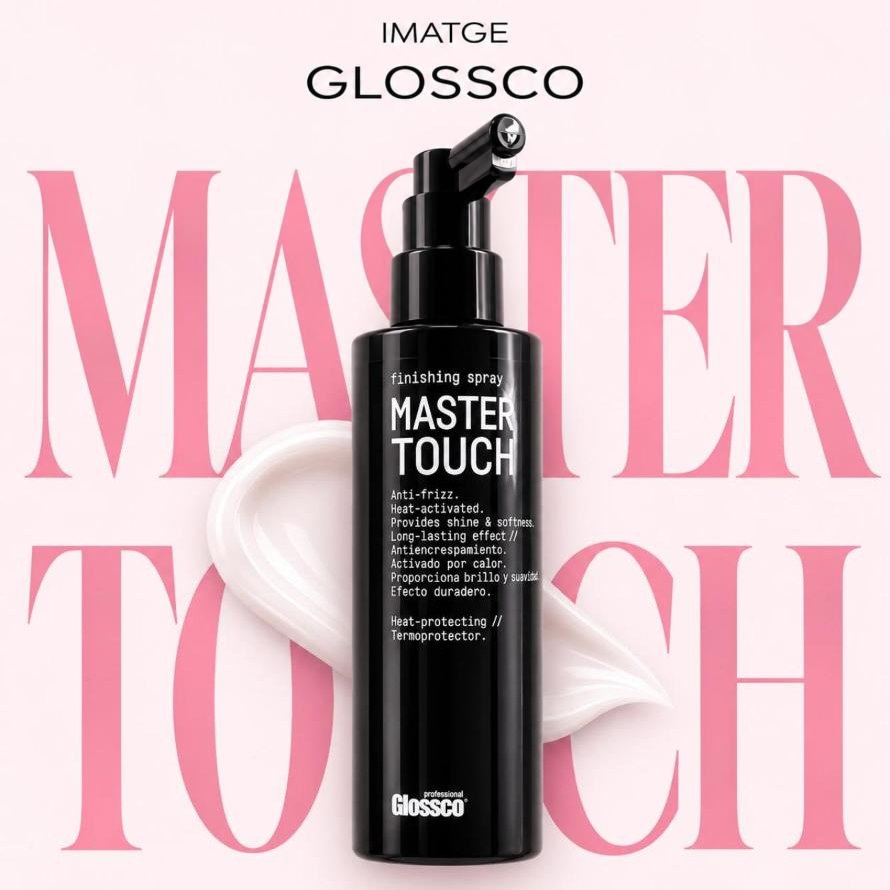 IMATGE
GLOSSCO
MASTER
TOUCH
finishing spray
MASTER
TOUCH
Anti-frizz.
Heat-activated.
Provides shine & softness.
Long-lasting effect //
Antiencrespamiento.
Activado por calor.
Proporciona brillo y suavidad.
Efecto duradero.
Heat-protecting //
Termoprotector.
professional
Glossco®